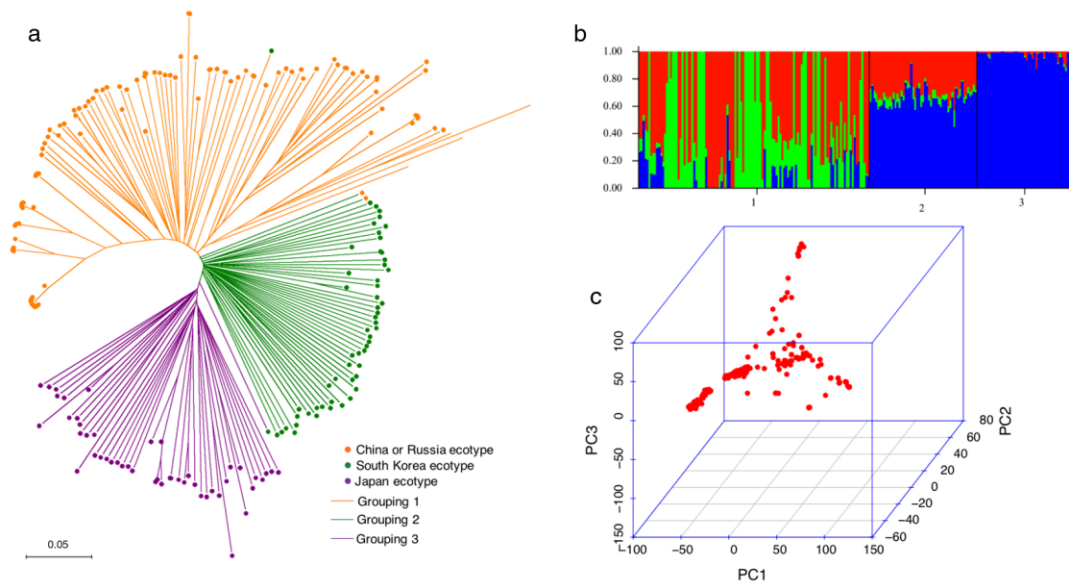 a
China or Russia ecotype
South Korea ecotype
Japan ecotype
Grouping 1
Grouping 2
Grouping 3
0.05
b
1.00
0.80
0.60
0.40
0.20
0.00
1 2 3
c
100
50
0
−50
−100
−150
PC3
−100 −50 0 50 100 150
PC1
−60
−40
−20
0
20
40
60
80
PC2